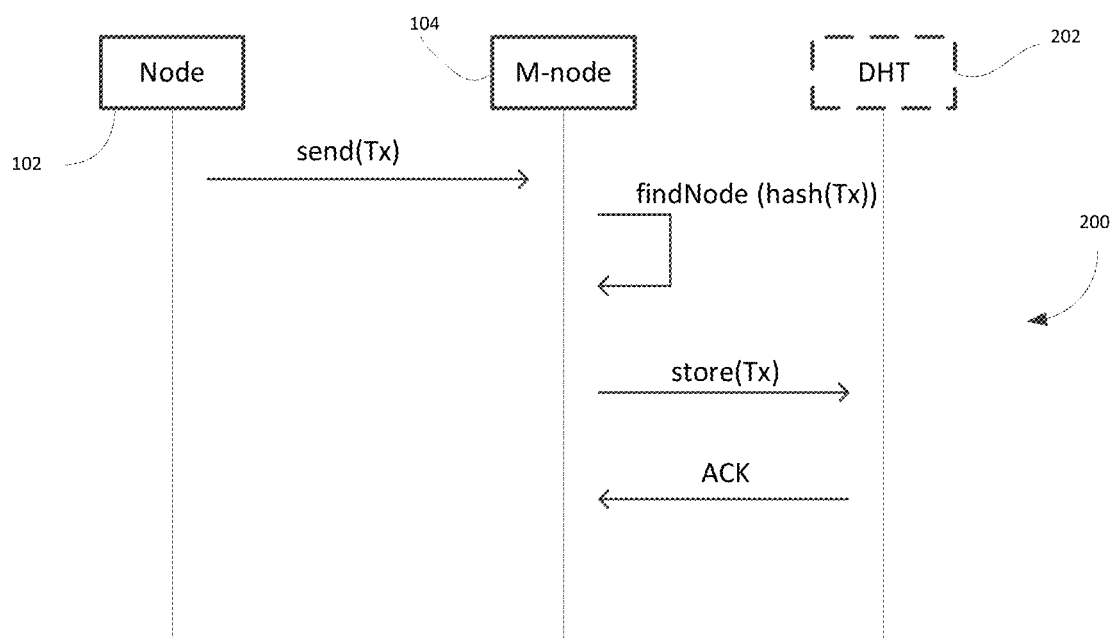 104
202
Node
M-node
DHT
102
send(Tx)
findNode (hash(Tx))
200
store(Tx)
ACK